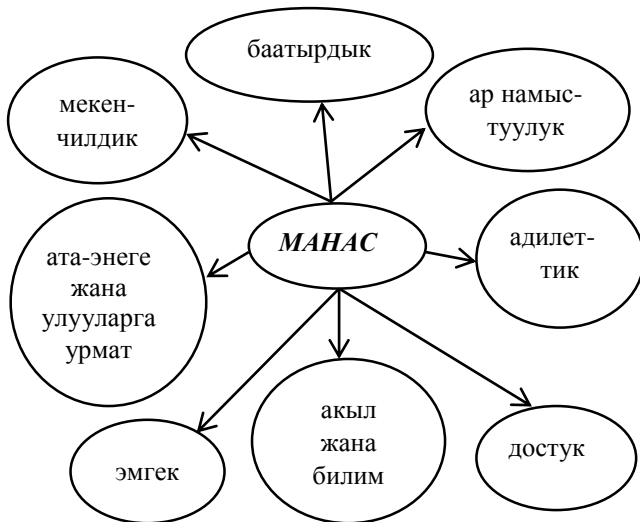 баатырдык
мекен-
чилдик
ар намыс-
туулук
МАНАС
адилет-
тик
ата-энеге
жана
улууларга
урмат
акыл
жана
билим
эмгек
достук